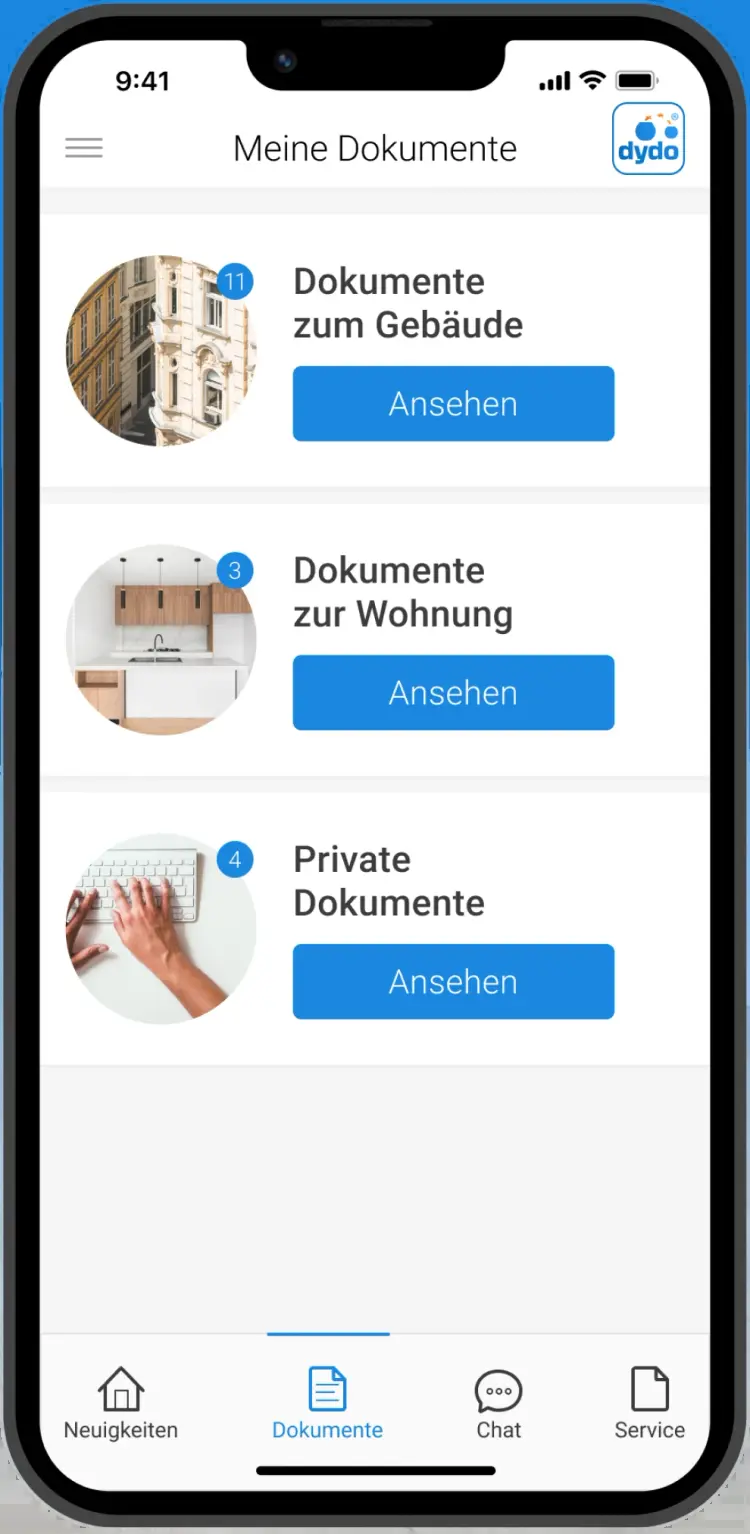 9:41
Meine Dokumente
dydo
®
11
Dokumente
zum Gebäude
Ansehen
3
Dokumente
zur Wohnung
Ansehen
4
Private
Dokumente
Ansehen
Neuigkeiten
Dokumente
Chat
Service